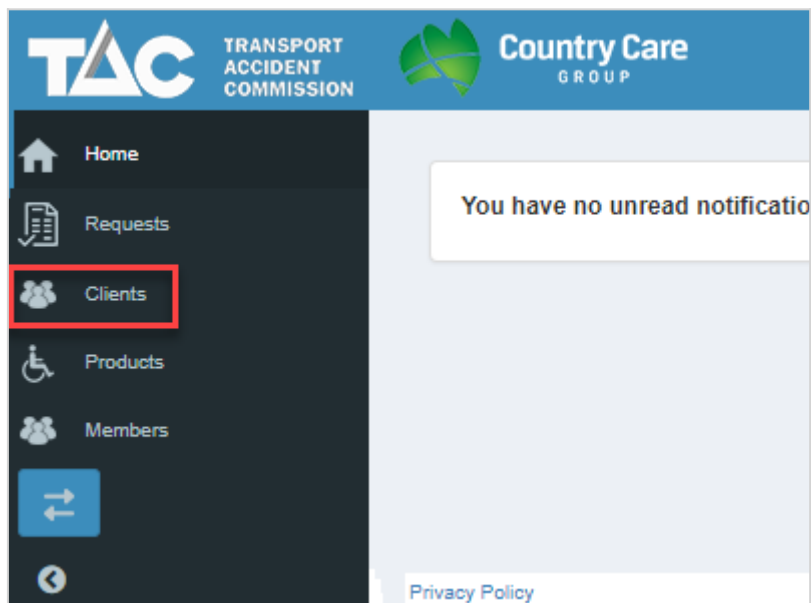 TAC
TRANSPORT
ACCIDENT
COMMISSION
Country Care
GROUP
Home
Requests
Clients
Products
Members
You have no unread notificatio
Privacy Policy